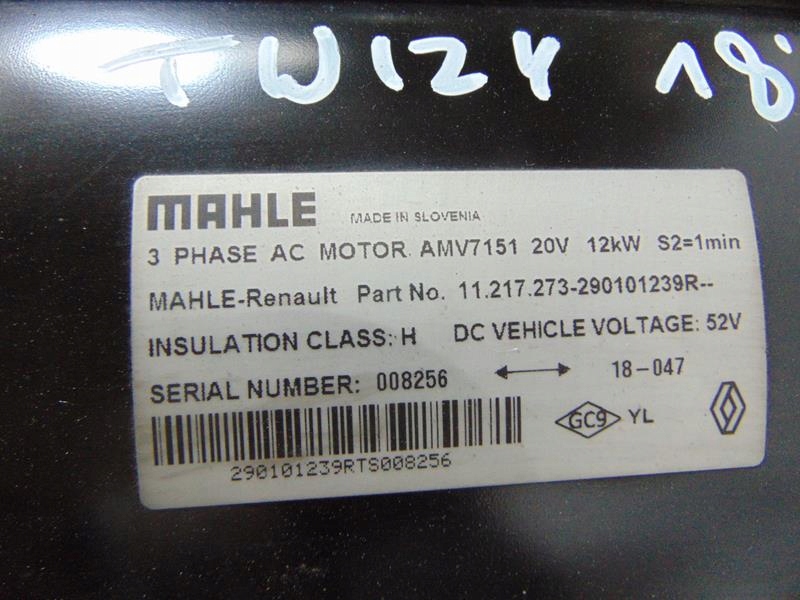 TWIZY 18'
MAHLE MADE IN SLOVENIA
3 PHASE AC MOTOR AMV7151 20V 12kW S2=1min
MAHLE-Renault Part No. 11.217.273-290101239R--
INSULATION CLASS: H DC VEHICLE VOLTAGE: 52V
SERIAL NUMBER: 008256 18-047
GC9 YL
290101239RTS008256